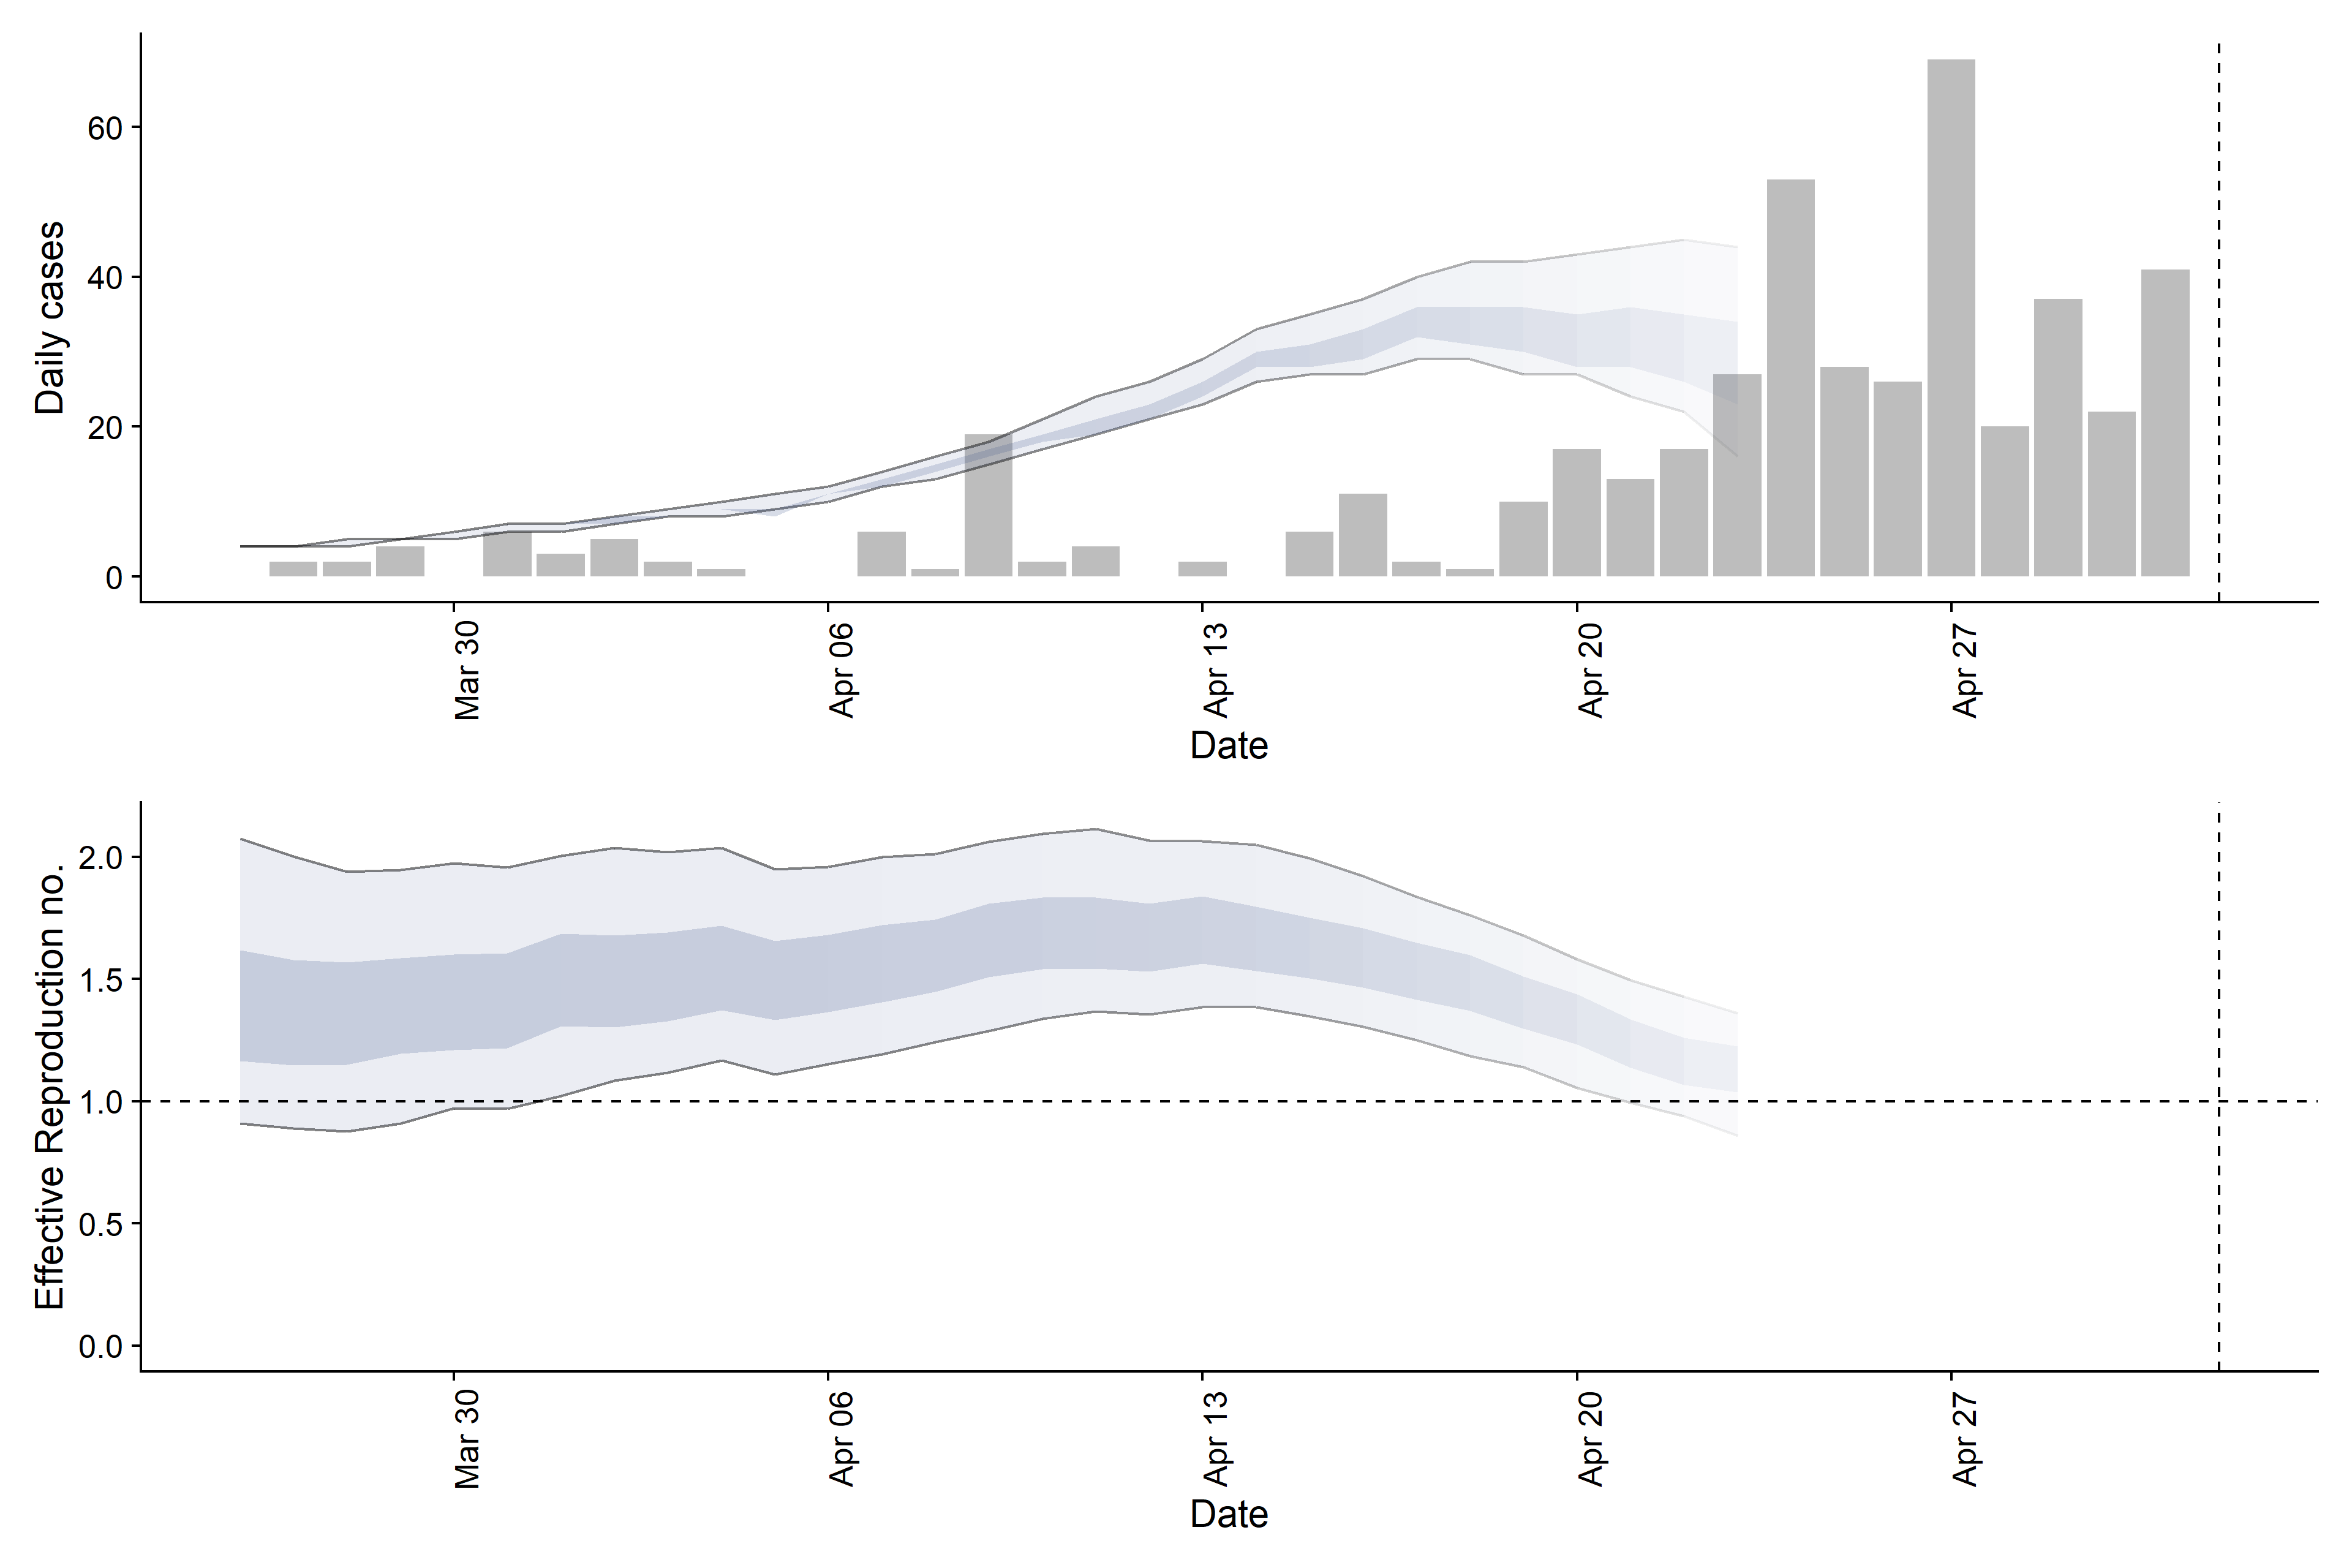 Daily cases
60
40
20
0
Mar 30
Apr 06
Apr 13
Apr 20
Apr 27
Date
Effective Reproduction no.
2.0
1.5
1.0
0.5
0.0
Mar 30
Apr 06
Apr 13
Apr 20
Apr 27
Date